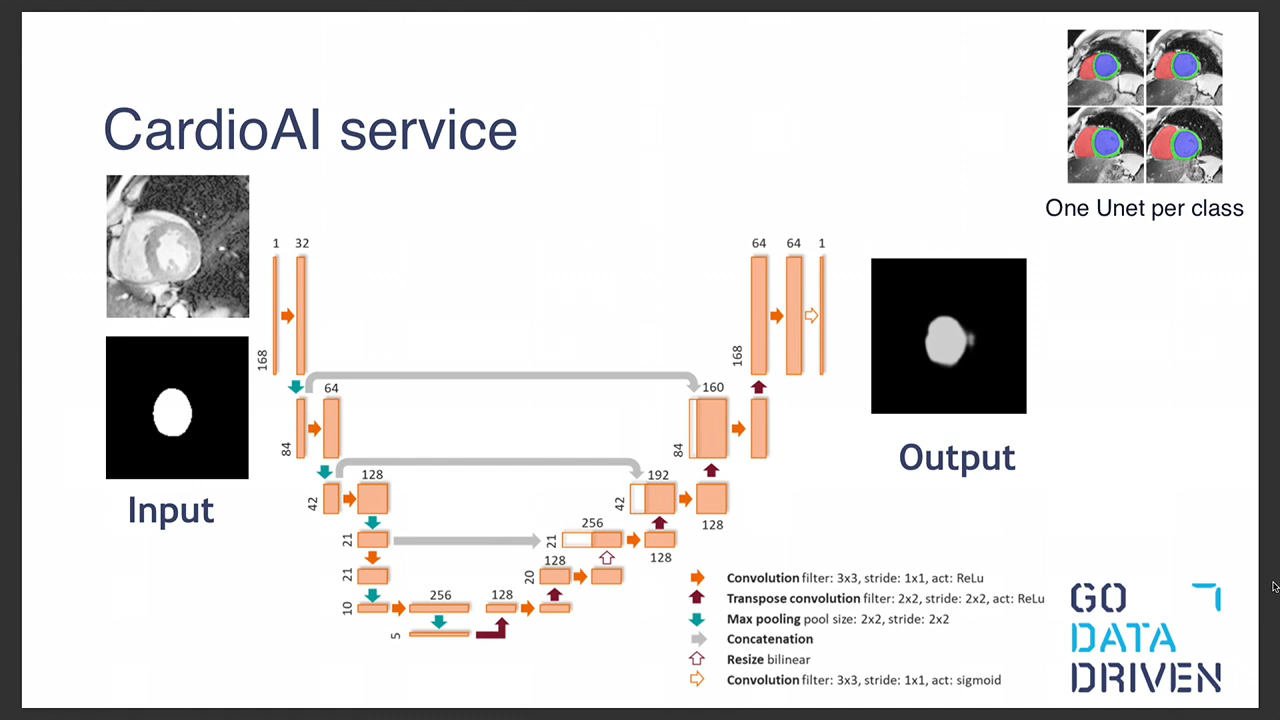 CardioAI service
One Unet per class
1 32
64 64 1
168
168
64
160
84
84
128
192
42
42
128
21
256
21
128
21
128
20
10
256
128
5
Input
Output
Convolution filter: 3x3, stride: 1x1, act: ReLu
Transpose convolution filter: 2x2, stride: 2x2, act: ReLu
Max pooling pool size: 2x2, stride: 2x2
Concatenation
Resize bilinear
Convolution filter: 3x3, stride: 1x1, act: sigmoid
GO
DATA
DRIVEN